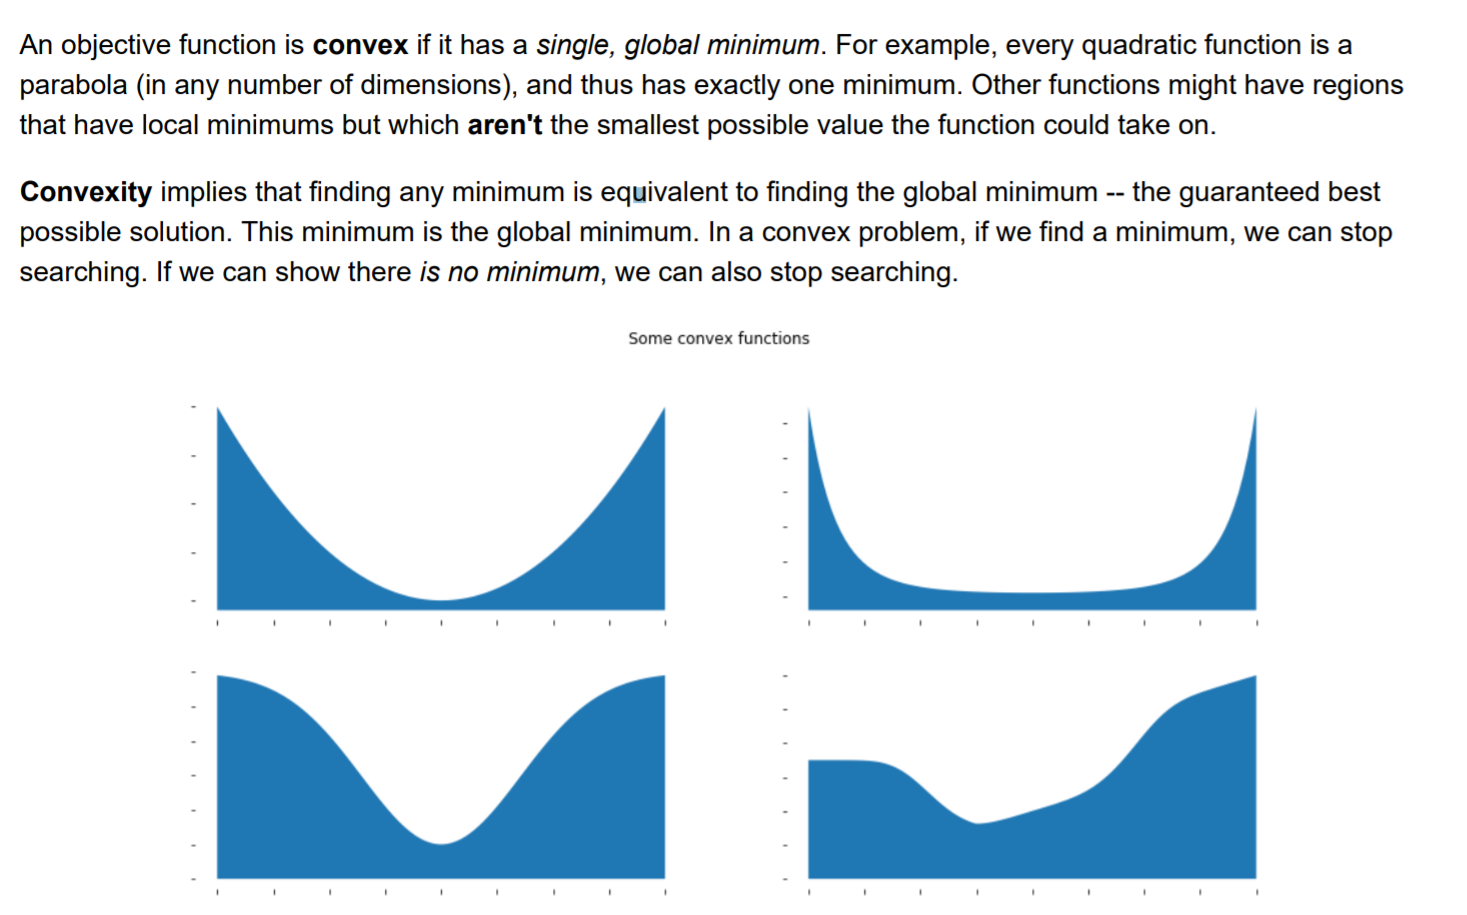 An objective function is convex if it has a single, global minimum. For example, every quadratic function is a
parabola (in any number of dimensions), and thus has exactly one minimum. Other functions might have regions
that have local minimums but which aren't the smallest possible value the function could take on.
Convexity implies that finding any minimum is equivalent to finding the global minimum -- the guaranteed best
possible solution. This minimum is the global minimum. In a convex problem, if we find a minimum, we can stop
searching. If we can show there is no minimum, we can also stop searching.
Some convex functions